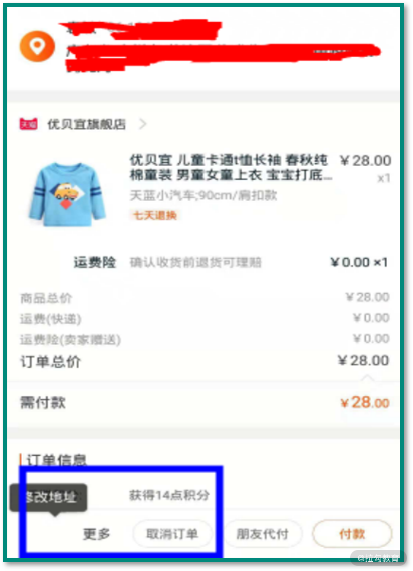 天猫 优贝宜旗舰店
优贝宜 儿童卡通t恤长袖 春秋纯 ￥28.00
棉童装 男童女童上衣 宝宝打底... x1
天蓝小汽车;90cm/肩扣款
七天退换
运费险 确认收货前退货可理赔 ￥0.00 ×1
商品总价 ￥28.00
运费(快递) ￥0.00
运费险(卖家赠送) ￥0.00
订单总价 ￥28.00
需付款 ￥28.00
订单信息
修改地址 获得14点积分
更多 取消订单 朋友代付 付款
@拉勾教育